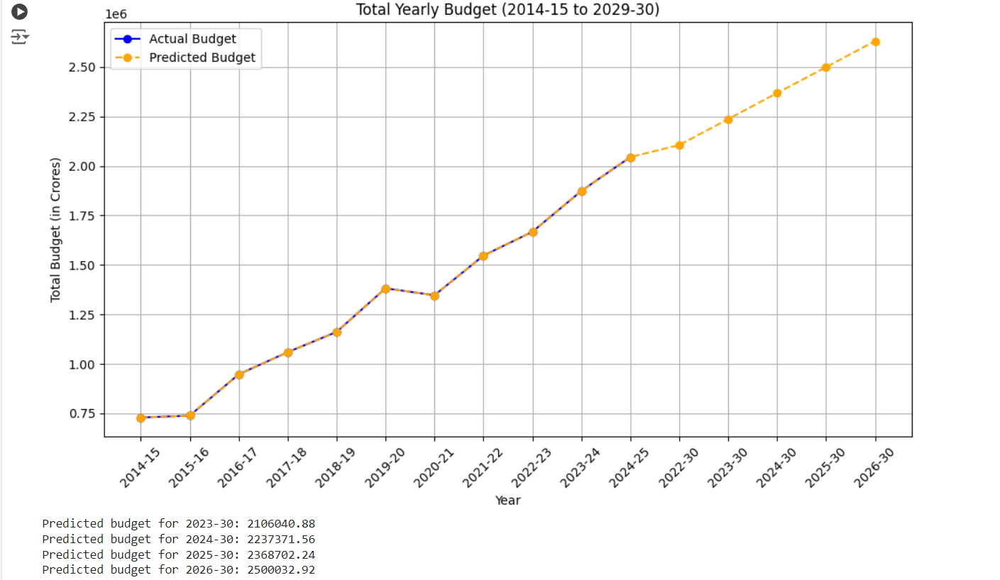 Total Yearly Budget (2014-15 to 2029-30)
1e6
Actual Budget
Predicted Budget
Total Budget (in Crores)
2.50
2.25
2.00
1.75
1.50
1.25
1.00
0.75
2014-15
2015-16
2016-17
2017-18
2018-19
2019-20
2020-21
2021-22
2022-23
2023-24
2024-25
2022-30
2023-30
2024-30
2025-30
2026-30
Year
Predicted budget for 2023-30: 2106040.88
Predicted budget for 2024-30: 2237371.56
Predicted budget for 2025-30: 2368702.24
Predicted budget for 2026-30: 2500032.92